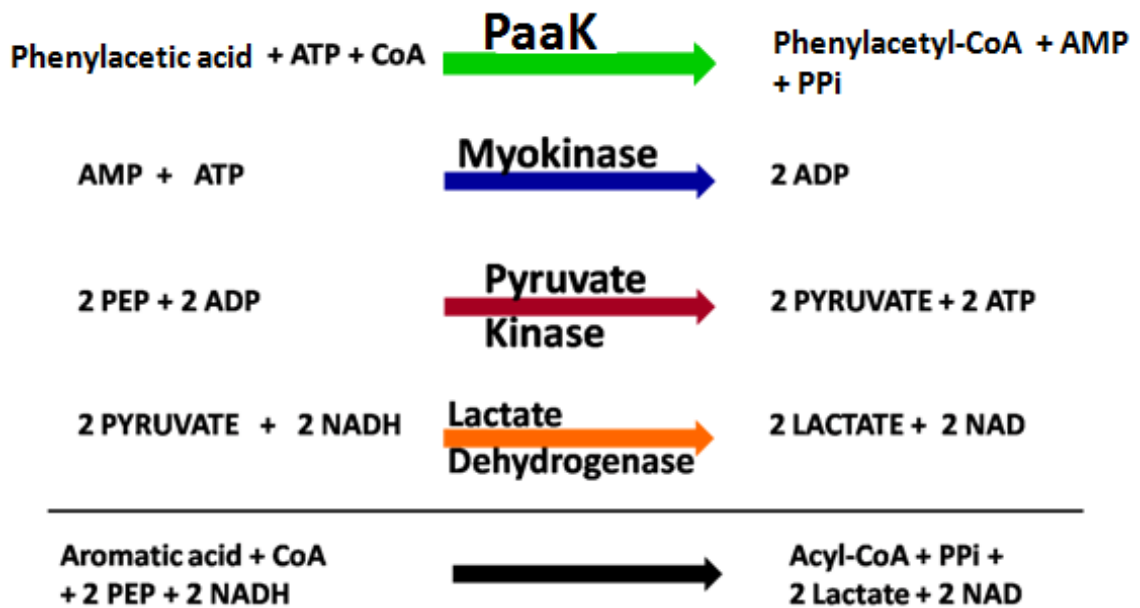 Phenylacetic acid + ATP + CoA PaaK Phenylacetyl-CoA + AMP
+ PPi
AMP + ATP Myokinase 2 ADP
2 PEP + 2 ADP Pyruvate 2 PYRUVATE + 2 ATP
Kinase
2 PYRUVATE + 2 NADH Lactate 2 LACTATE + 2 NAD
Dehydrogenase
Aromatic acid + CoA Acyl-CoA + PPi +
+ 2 PEP + 2 NADH 2 Lactate + 2 NAD